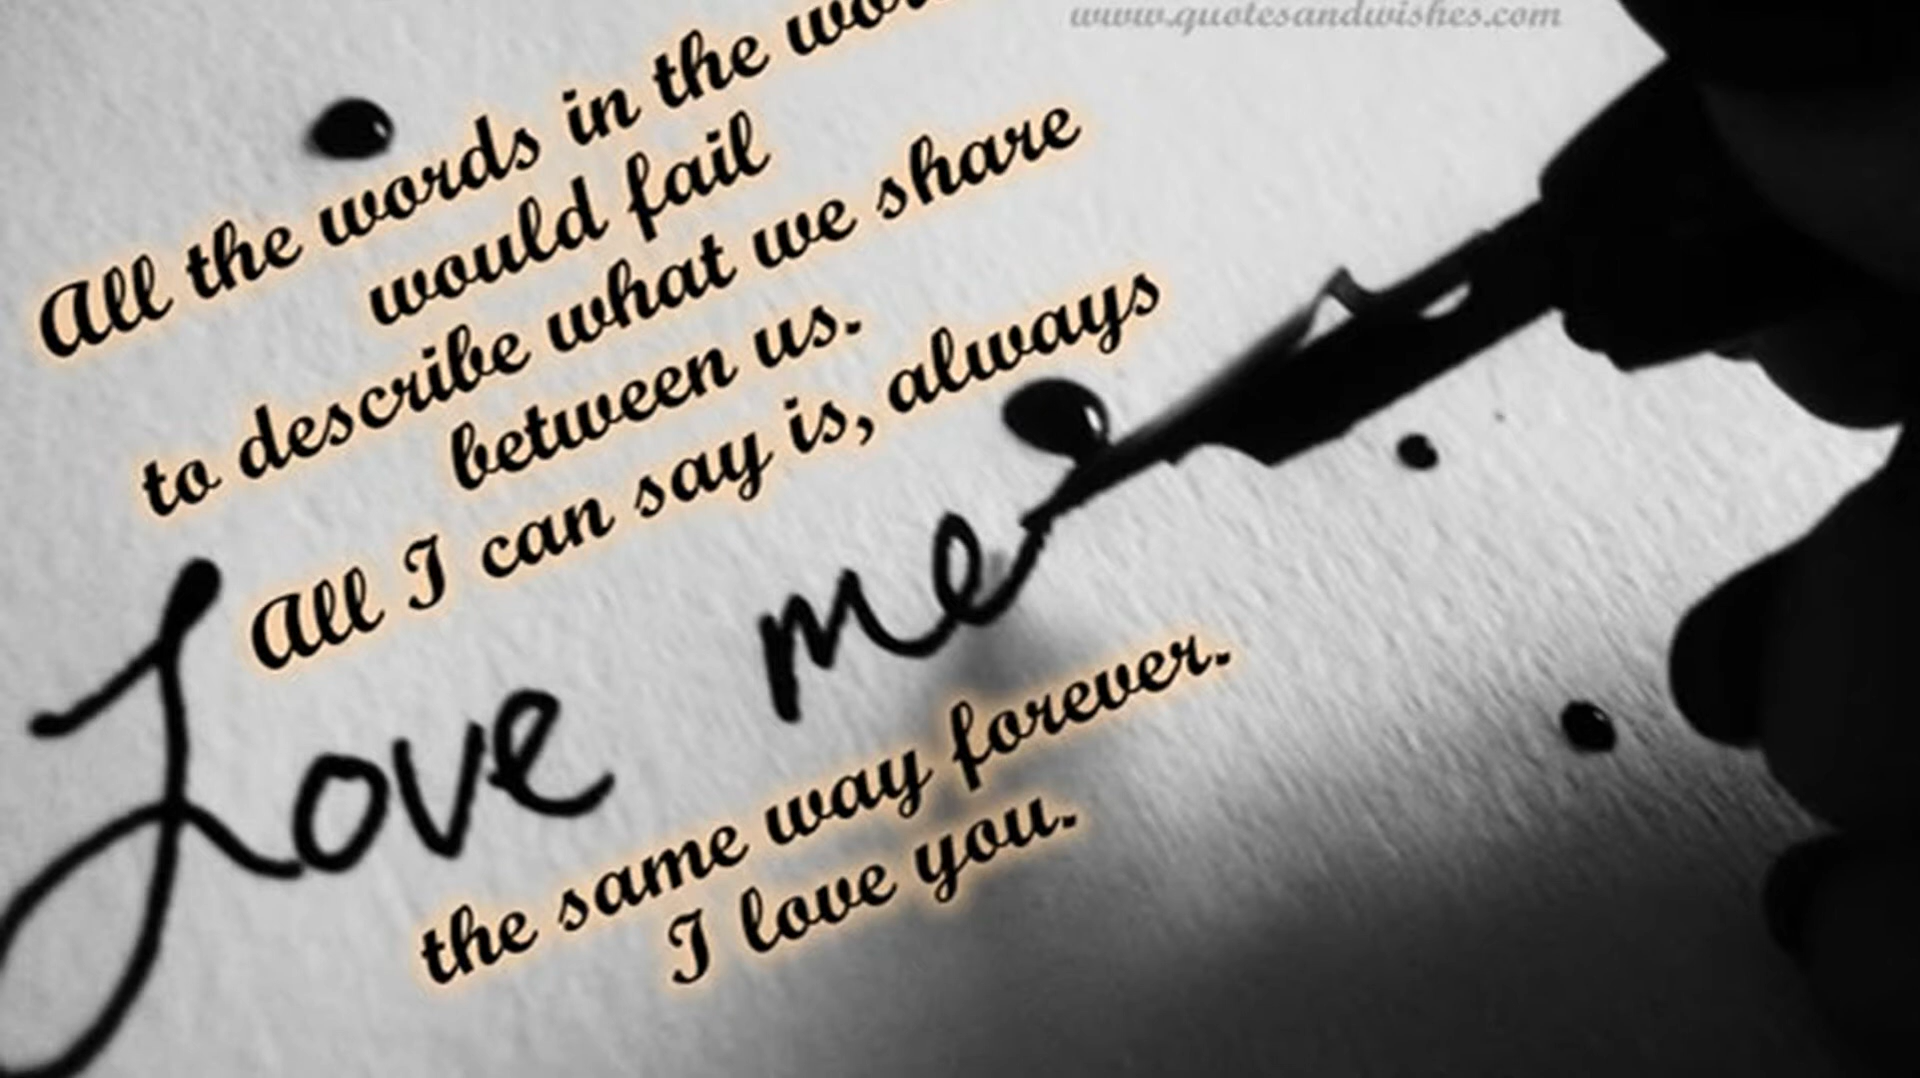 www.quotesandwishes.com
All the words in the
would fail
to describe what we share
between us.
All I can say is, always
Love me
the same way forever.
I love you.